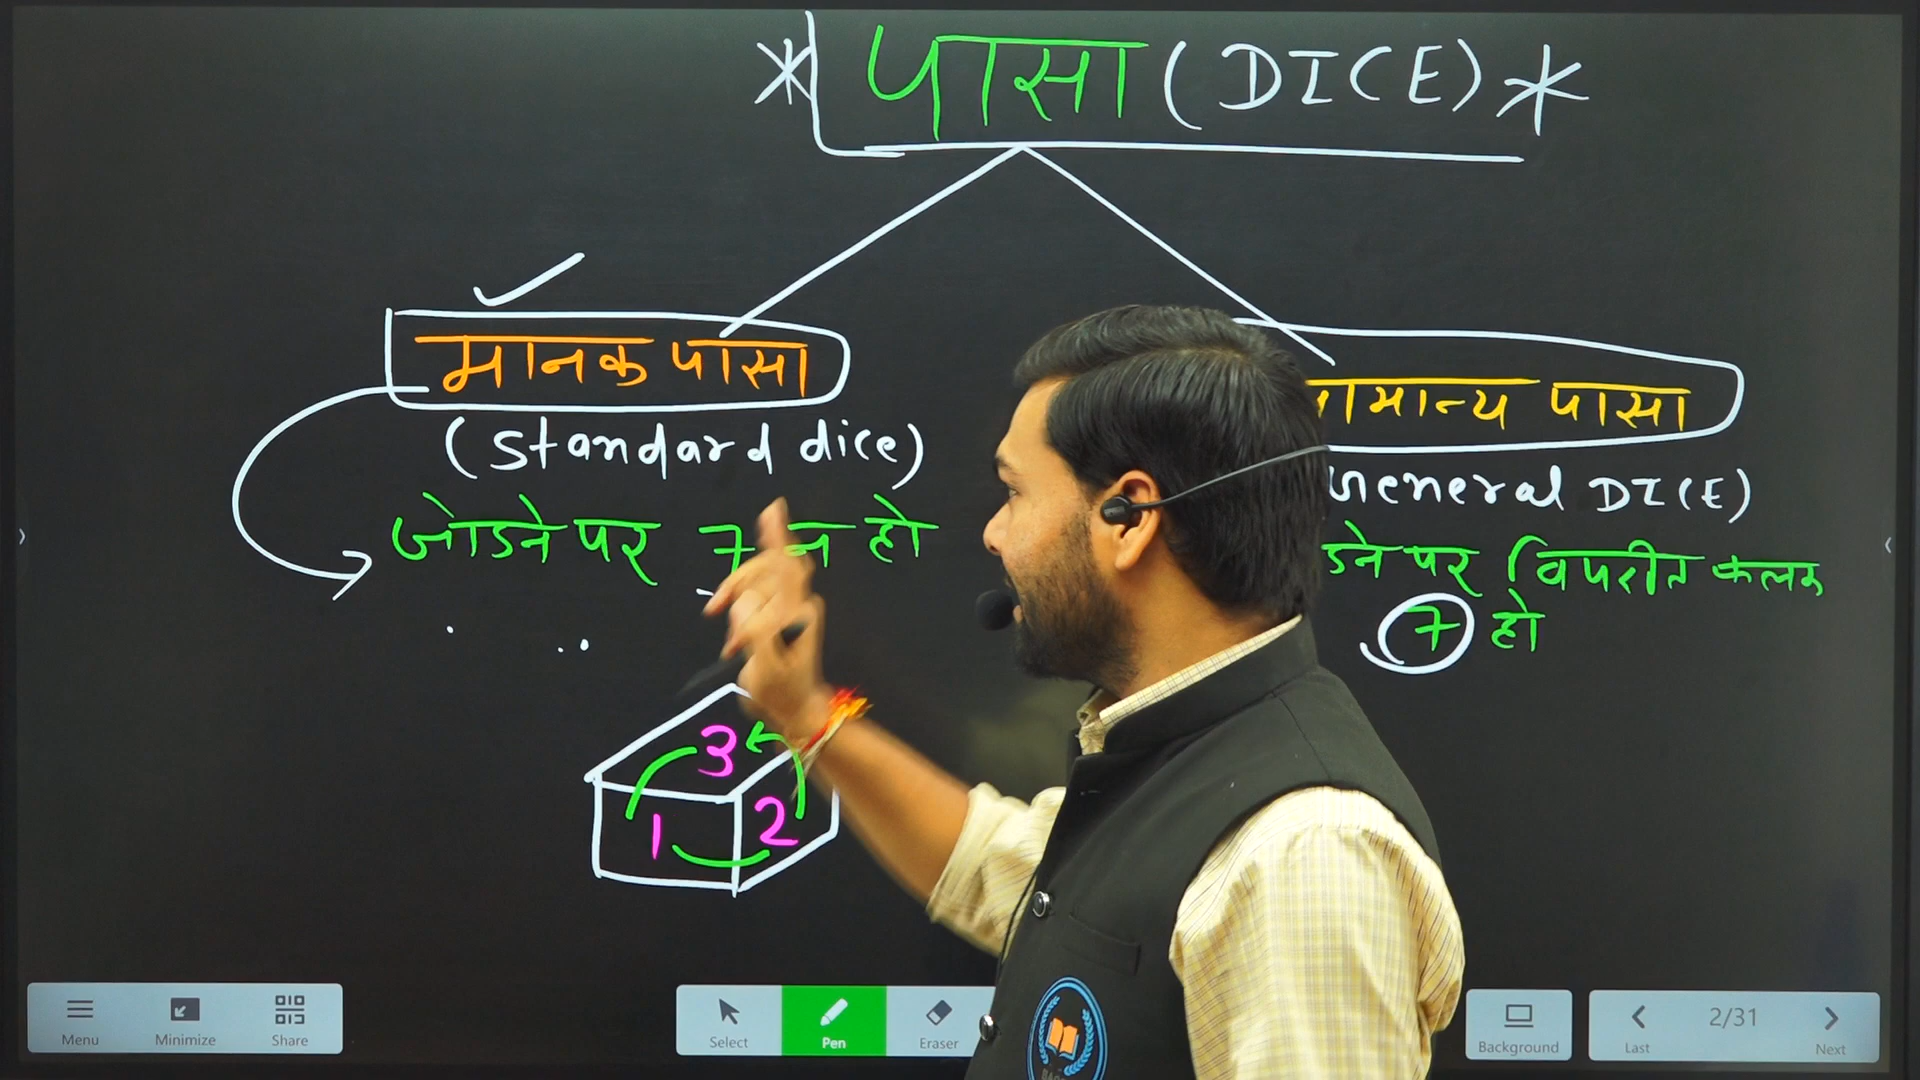 * पासा (DICE) *
मानक पासा
(Standard dice)
जोडने पर 7 न हो
पासा
General DICE)
पर विपरीत फलक
7 हो
3
1 2
Menu Minimize Share
Select Pen Eraser
Background
Last 2/31 Next